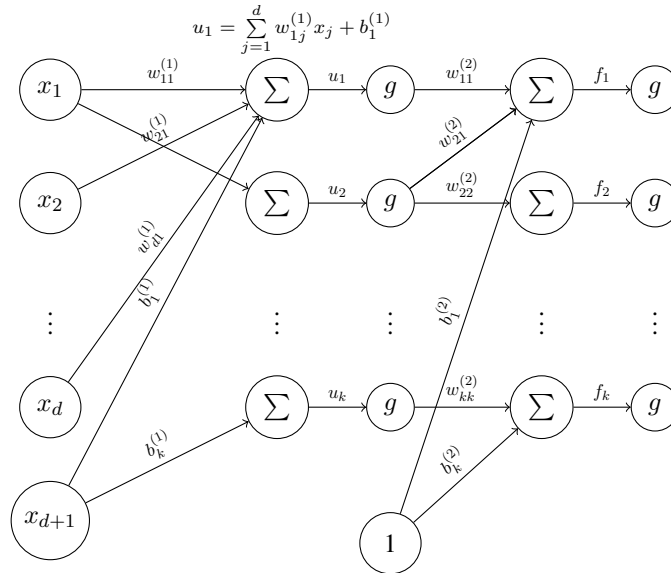 u_1 = \sum_{j=1}^{d} w_{1j}^{(1)} x_j + b_1^{(1)}
x_1 w_{11}^{(1)} ∑ u_1 g w_{11}^{(2)} ∑ f_1 g
w_{21}^{(1)} w_{21}^{(2)}
x_2 ∑ u_2 g w_{22}^{(2)} ∑ f_2 g
w_{d1}^{(1)}
b_1^{(1)} b_1^{(2)}
⋮ ⋮ ⋮ ⋮ ⋮
x_d ∑ u_k g w_{kk}^{(2)} ∑ f_k g
b_k^{(1)} b_k^{(2)}
x_{d+1} 1